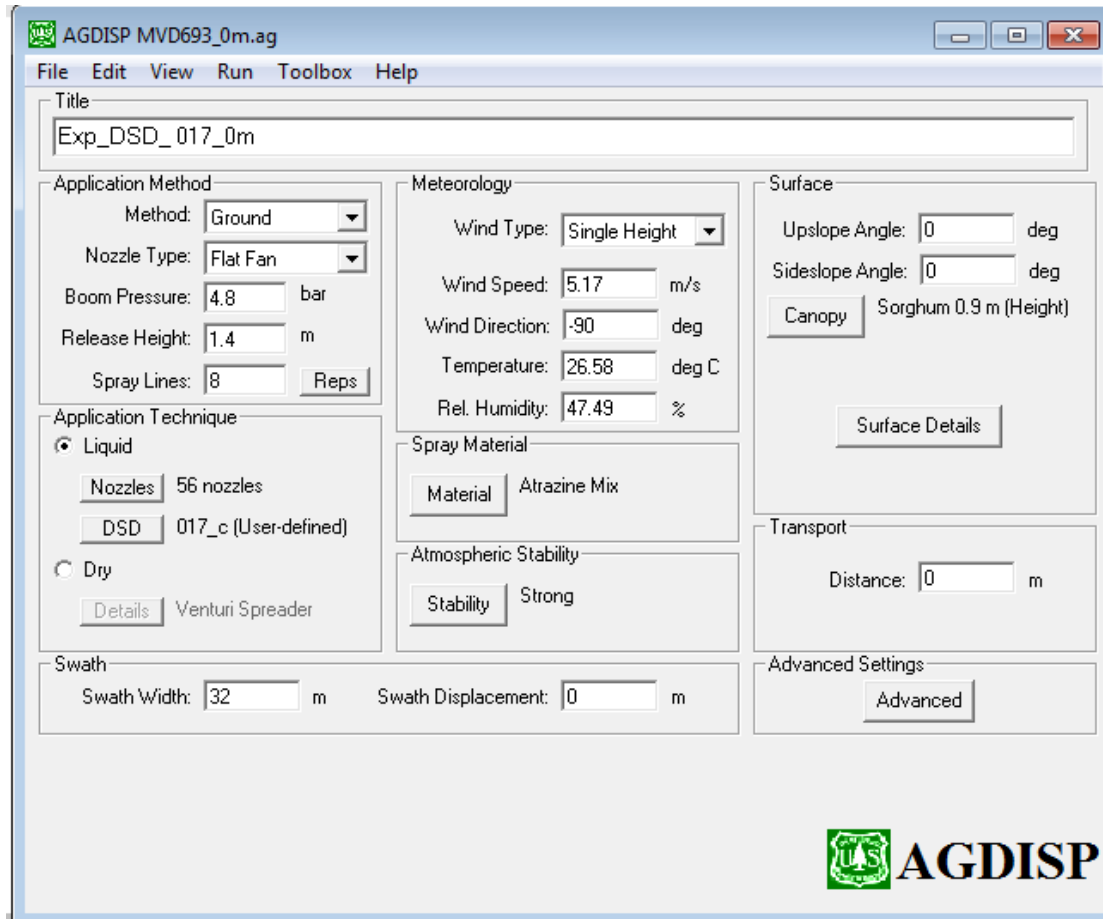 AGDISP MVD693_0m.ag
File Edit View Run Toolbox Help
Title
Exp_DSD_ 017_0m
Application Method
Method: Ground
Nozzle Type: Flat Fan
Boom Pressure: 4.8 bar
Release Height: 1.4 m
Spray Lines: 8 Reps
Application Technique
Liquid
Nozzles 56 nozzles
DSD 017_c (User-defined)
Dry
Details Venturi Spreader
Meteorology
Wind Type: Single Height
Wind Speed: 5.17 m/s
Wind Direction: -90 deg
Temperature: 26.58 deg C
Rel. Humidity: 47.49 %
Spray Material
Material Atrazine Mix
Atmospheric Stability
Stability Strong
Surface
Upslope Angle: 0 deg
Sideslope Angle: 0 deg
Canopy Sorghum 0.9 m (Height)
Surface Details
Transport
Distance: 0 m
Swath
Swath Width: 32 m Swath Displacement: 0 m
Advanced Settings
Advanced
U S
AGDISP